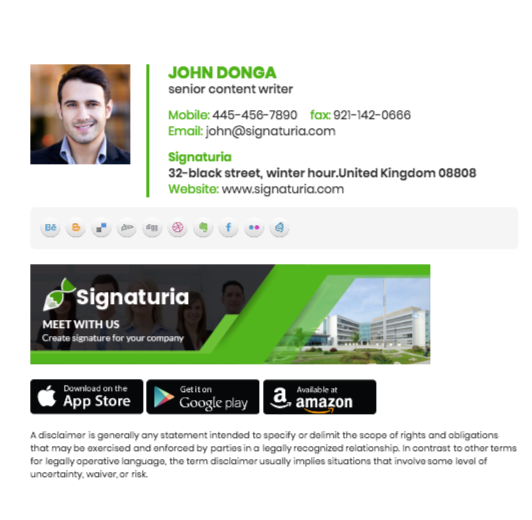 JOHN DONGA
senior content writer
Mobile: 445-456-7890 fax: 921-142-0666
Email: john@signaturia.com
Signaturia
32-black street, winter hour.United Kingdom 08808
Website: www.signaturia.com
Bē digg f
Signaturia
MEET WITH US
Create signature for your company
Download on the
App Store
Get it on
Google play
Available at
a amazon
A disclaimer is generally any statement intended to specify or delimit the scope of rights and obligations
that may be exercised and enforced by parties in a legally recognized relationship. In contrast to other terms
for legally operative language, the term disclaimer usually implies situations that involve some level of
uncertainty, waiver, or risk.